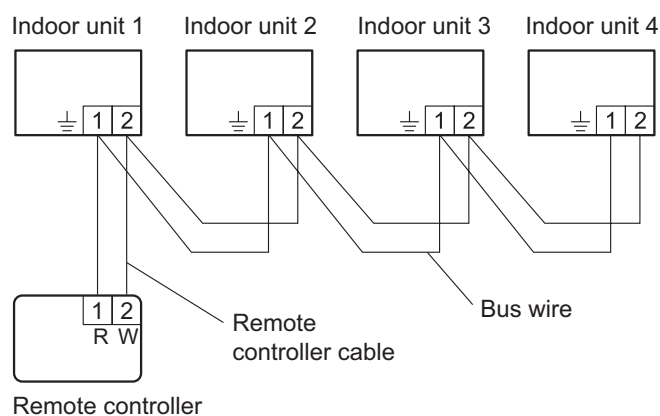 Indoor unit 1 Indoor unit 2 Indoor unit 3 Indoor unit 4
1 2 1 2 1 2 1 2
1 2
R W
Remote
controller cable
Bus wire
Remote controller